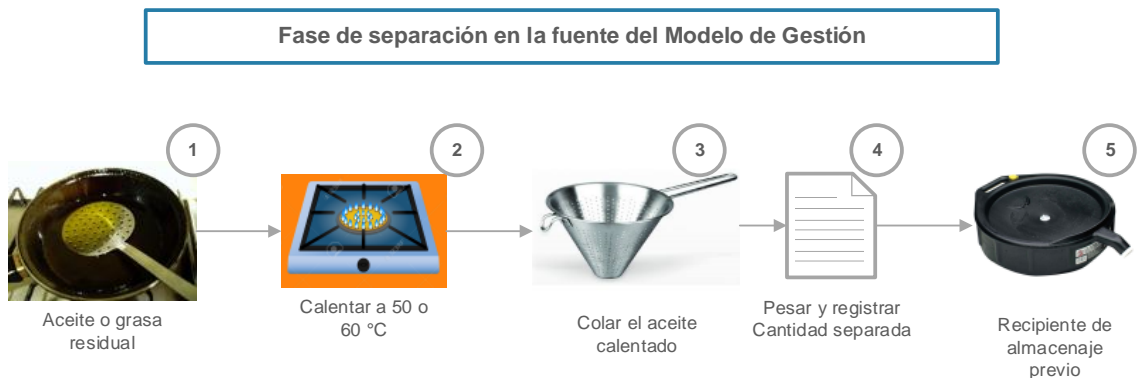 Fase de separación en la fuente del Modelo de Gestión
1
2
3
4
5
Aceite o grasa
residual
Calentar a 50 o
60 °C
Colar el aceite
calentado
Pesar y registrar
Cantidad separada
Recipiente de
almacenaje
previo